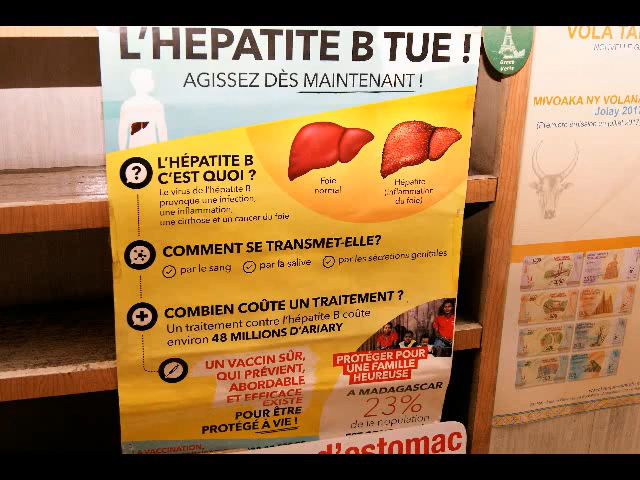 L'HÉPATITE B TUE !
AGISSEZ DÈS MAINTENANT !
L'HÉPATITE B
C'EST QUOI ?
Le virus de l'hépatite B
provoque une infection,
une inflammation,
une cirrhose et un cancer du foie
Foie
normal
Hépatite
(inflammation
du foie)
COMMENT SE TRANSMET-ELLE?
par le sang
par la salive
par les sécrétions genitales
COMBIEN COÛTE UN TRAITEMENT ?
Un traitement contre l'hépatite B coûte
environ 48 MILLIONS D'ARIARY
UN VACCIN SÛR,
QUI PRÉVIENT,
ABORDABLE
ET EFFICACE
EXISTE
POUR ÊTRE
PROTÉGÉ À VIE !
PROTÉGER POUR
UNE FAMILLE
HEUREUSE
A MADAGASCAR
23%
de la population
LA VACCINATION,
d'estomac
VOLA
MIVOAKA NY
Jolay 2017